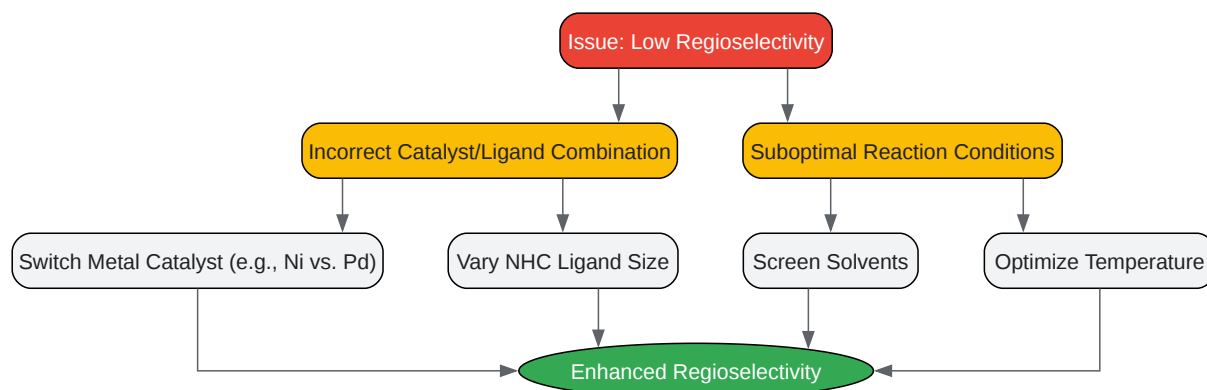 Issue: Low Regioselectivity
Incorrect Catalyst/Ligand Combination
Suboptimal Reaction Conditions
Switch Metal Catalyst (e.g., Ni vs. Pd)
Vary NHC Ligand Size
Screen Solvents
Optimize Temperature
Enhanced Regioselectivity